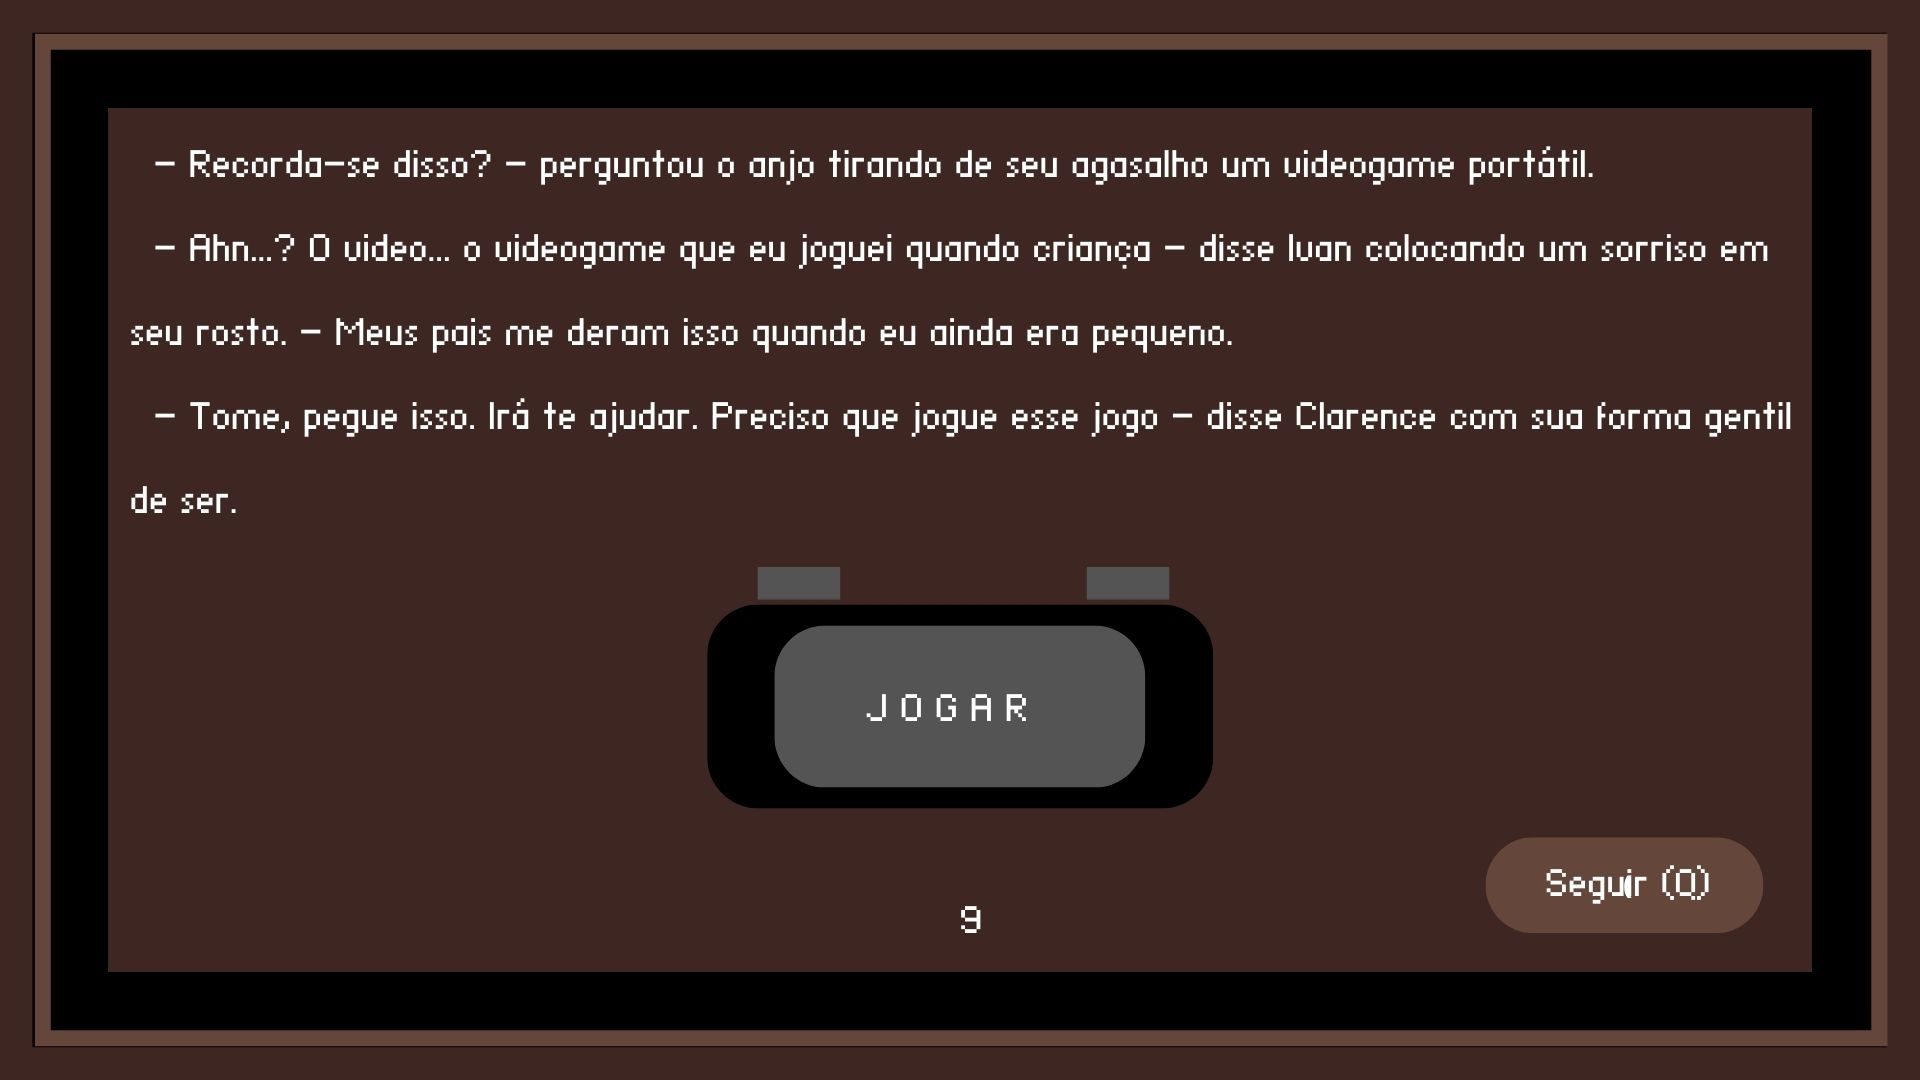 – Recorda-se disso? – perguntou o anjo tirando de seu agasalho um videogame portátil.
– Ahn...? O video... o videogame que eu joguei quando criança – disse luan colocando um sorriso em
seu rosto. – Meus pais me deram isso quando eu ainda era pequeno.
– Tome, pegue isso. Irá te ajudar. Preciso que jogue esse jogo – disse Clarence com sua forma gentil
de ser.
JOGAR
Seguir (Q)
9